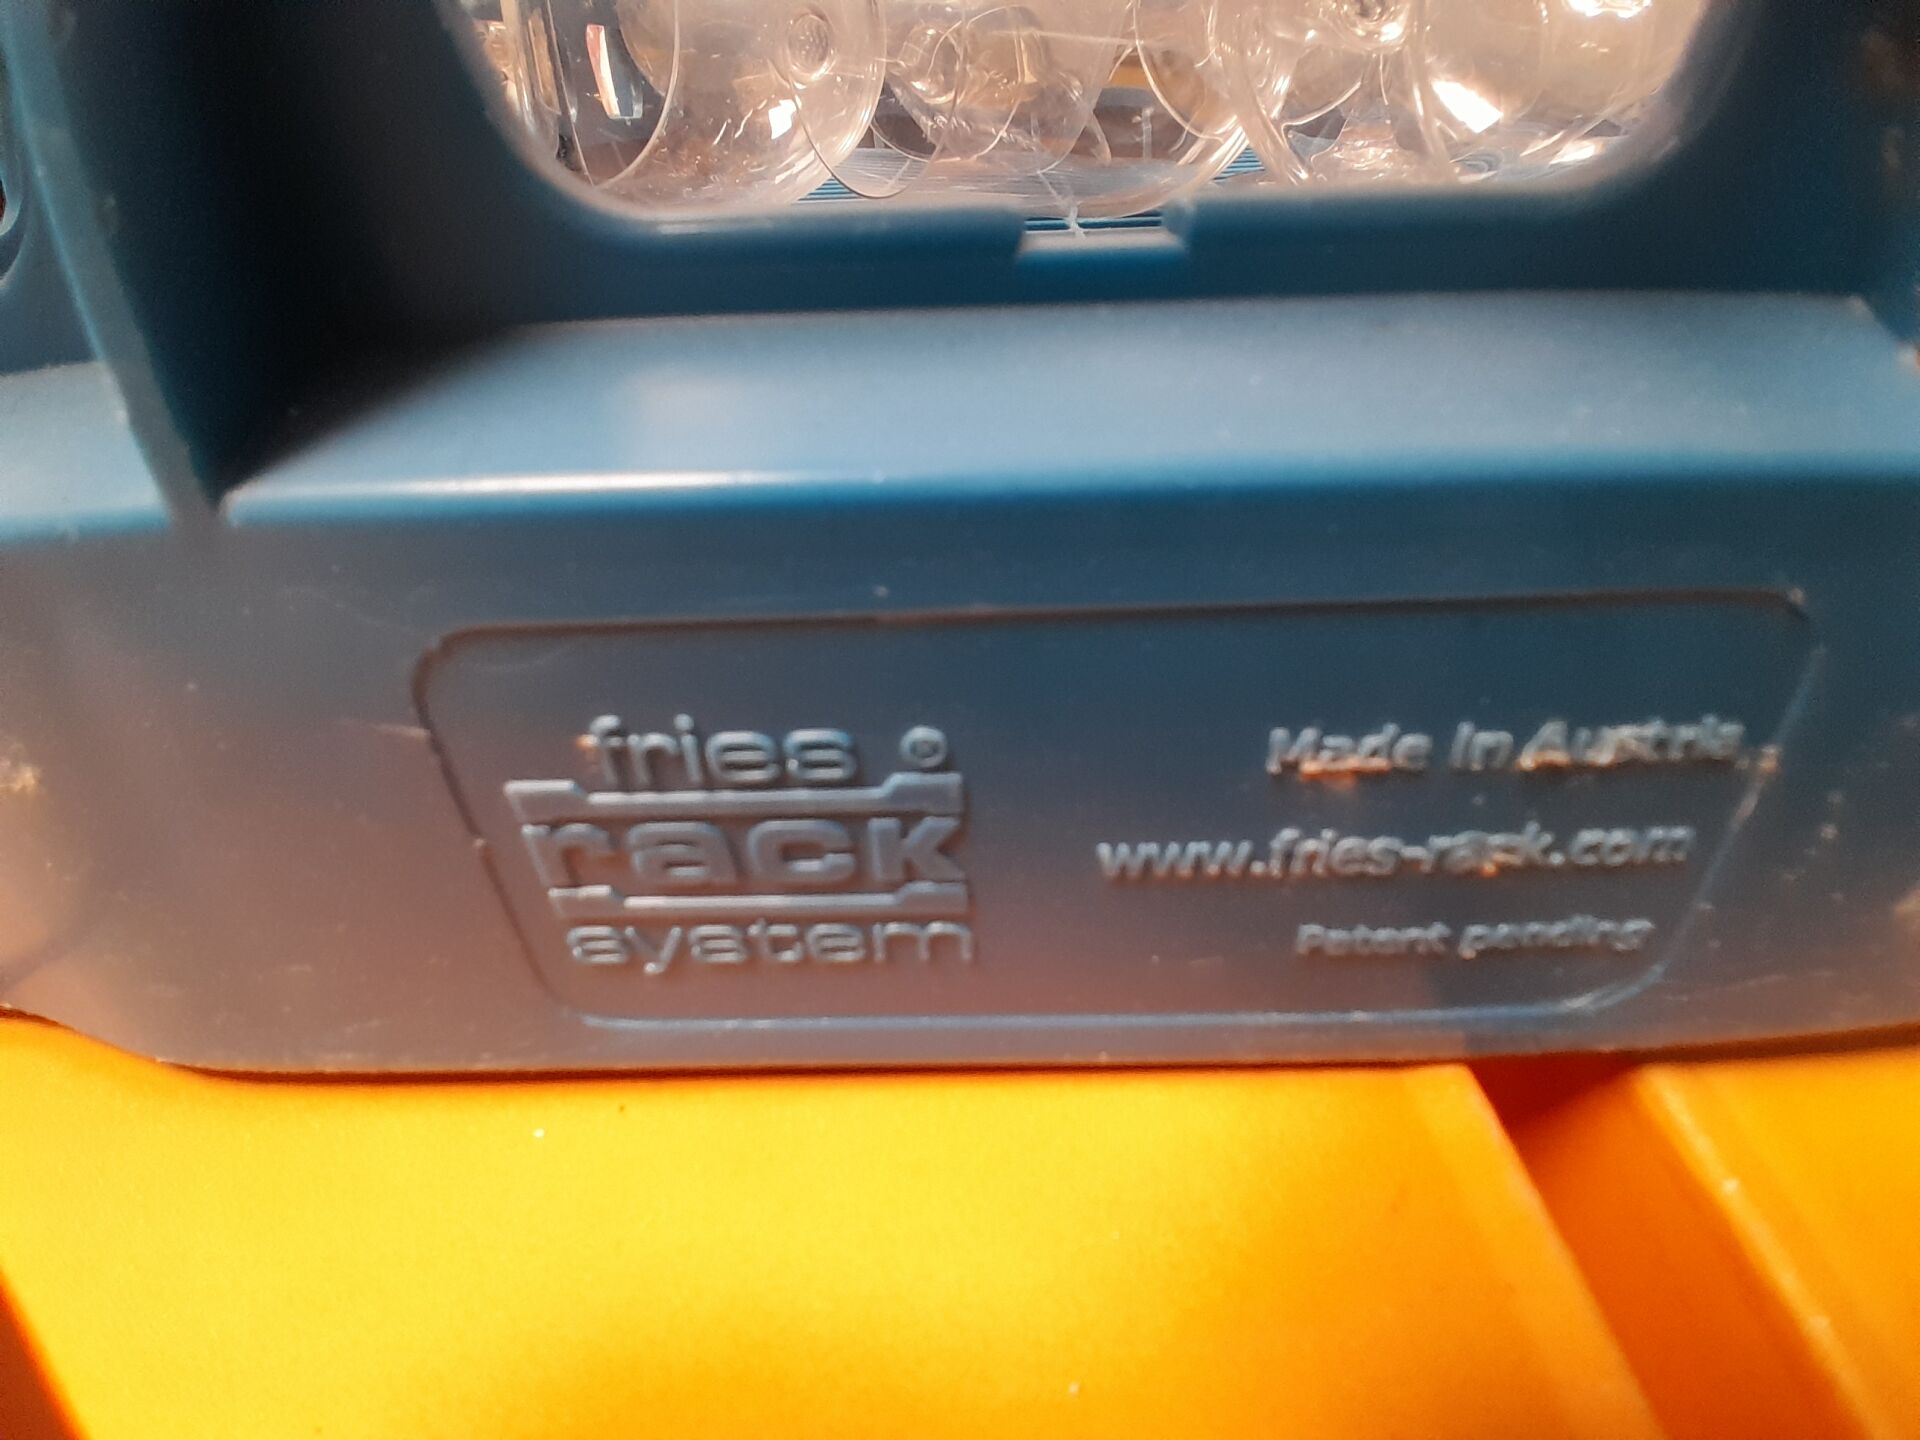 fries ®
rack
system
Made in Austria
www.fries-rack.com
Patent pending